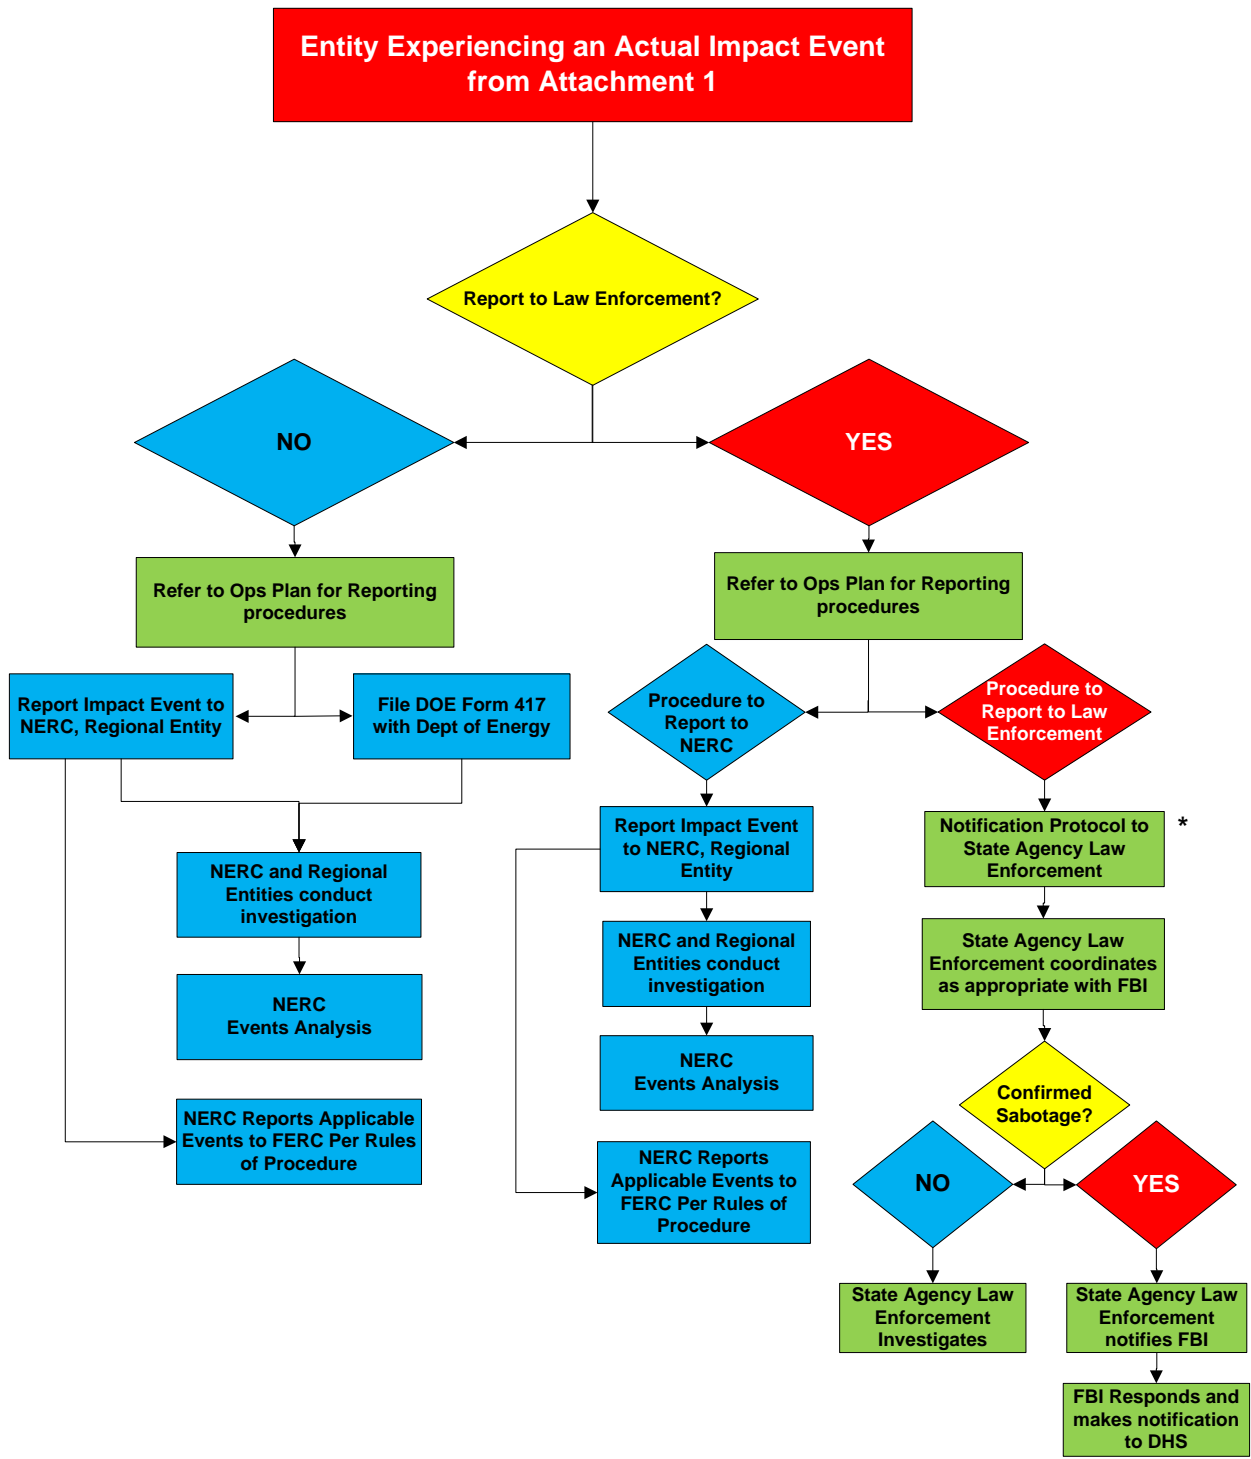 Entity Experiencing an Actual Impact Event
from Attachment 1
Report to Law Enforcement?
NO
YES
Refer to Ops Plan for Reporting
procedures
Refer to Ops Plan for Reporting
procedures
Report Impact Event to
NERC, Regional Entity
File DOE Form 417
with Dept of Energy
Procedure to
Report to
NERC
Procedure to
Report to Law
Enforcement
NERC and Regional
Entities conduct
investigation
NERC
Events Analysis
NERC Reports Applicable
Events to FERC Per Rules
of Procedure
Report Impact Event
to NERC, Regional
Entity
NERC and Regional
Entities conduct
investigation
NERC
Events Analysis
NERC Reports
Applicable Events to
FERC Per Rules of
Procedure
Notification Protocol to
State Agency Law
Enforcement
*
State Agency Law
Enforcement coordinates
as appropriate with FBI
Confirmed
Sabotage?
NO
YES
State Agency Law
Enforcement
Investigates
State Agency Law
Enforcement
notifies FBI
FBI Responds and
makes notification
to DHS